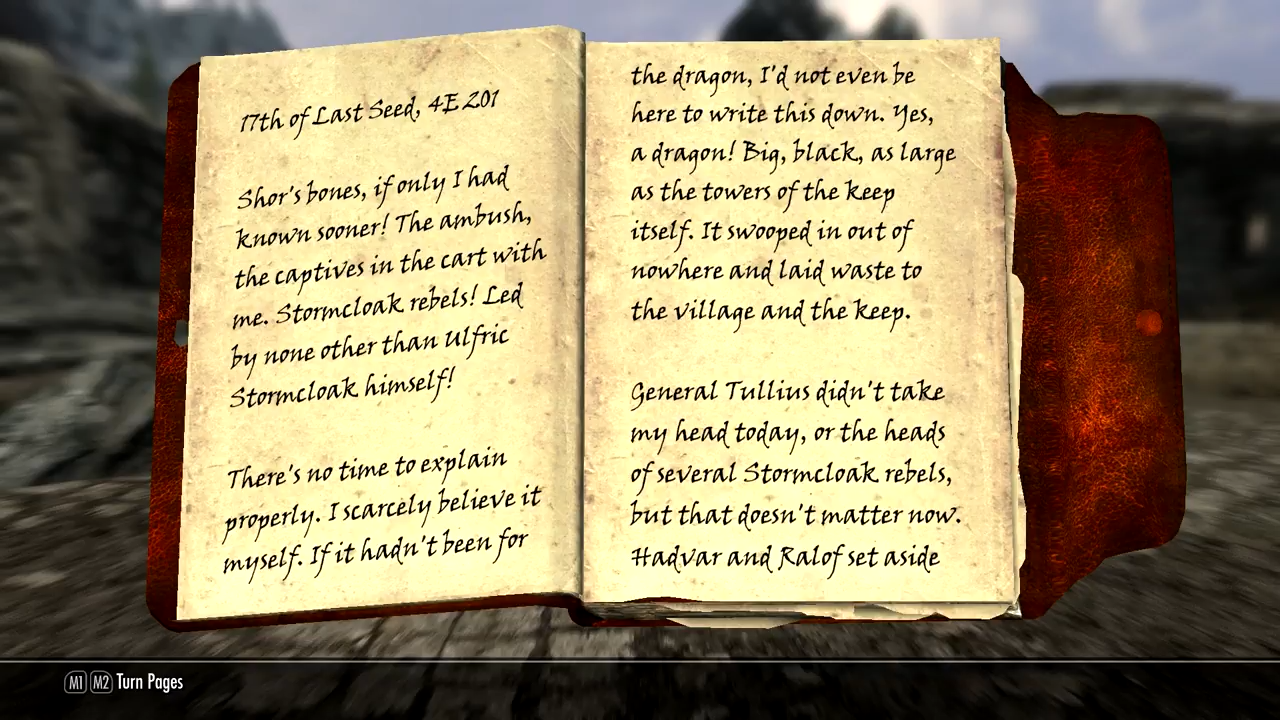 17th of Last Seed, 4E 201
Shor's bones, if only I had
known sooner! The ambush,
the captives in the cart with
me. Stormcloak rebels! Led
by none other than Ulfric
Stormcloak himself!
There's no time to explain
properly. I scarcely believe it
myself. If it hadn't been for
the dragon, I'd not even be
here to write this down. Yes,
a dragon! Big, black, as large
as the towers of the keep
itself. It swooped in out of
nowhere and laid waste to
the village and the keep.
General Tullius didn't take
my head today, or the heads
of several Stormcloak rebels,
but that doesn't matter now.
Hadvar and Ralof set aside
M1 M2 Turn Pages